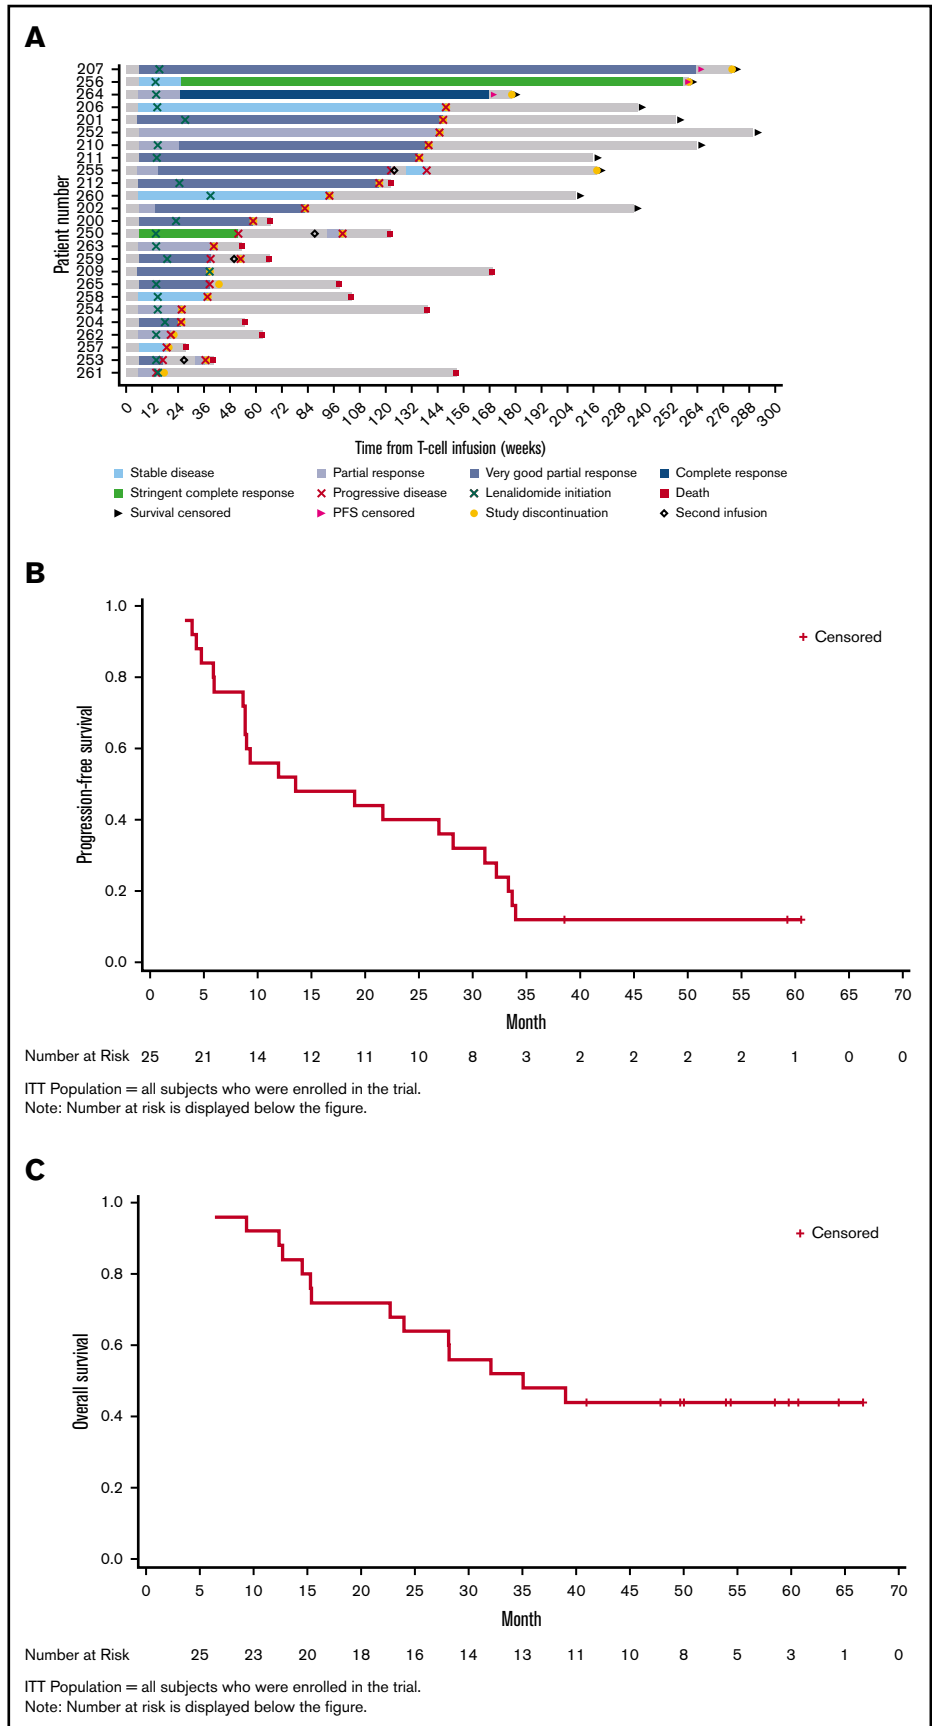 A
207
256
264
206
201
252
210
211
255
212
260
202
200
250
263
259
209
265
258
254
204
262
257
253
261
Patient number
0 12 24 36 48 60 72 84 96 108 120 132 144 156 168 180 192 204 216 228 240 252 264 276 288 300
Time from T-cell infusion (weeks)
Stable disease Partial response Very good partial response Complete response
Stringent complete response Progressive disease Lenalidomide initiation Death
Survival censored PFS censored Study discontinuation Second infusion
B
1.0
0.8
0.6
0.4
0.2
0.0
Progression-free survival
Censored
0 5 10 15 20 25 30 35 40 45 50 55 60 65 70
Month
Number at Risk 25 21 14 12 11 10 8 3 2 2 2 2 1 0 0
ITT Population = all subjects who were enrolled in the trial.
Note: Number at risk is displayed below the figure.
C
1.0
0.8
0.6
0.4
0.2
0.0
Overall survival
Censored
0 5 10 15 20 25 30 35 40 45 50 55 60 65 70
Month
Number at Risk 25 23 20 18 16 14 13 11 10 8 5 3 1 0
ITT Population = all subjects who were enrolled in the trial.
Note: Number at risk is displayed below the figure.